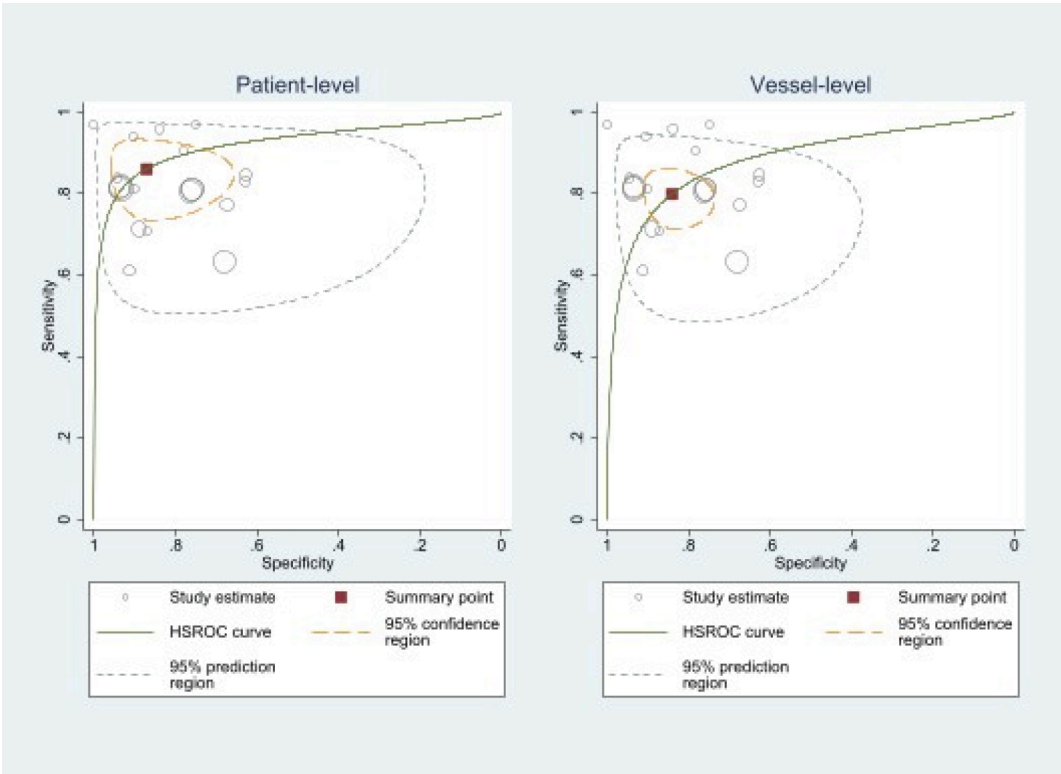 Patient-level
Sensitivity
1
.8
.6
.4
.2
0
1
.8
.6
.4
.2
0
Specificity
Study estimate
Summary point
HSROC curve
95% confidence
region
95% prediction
region
Vessel-level
Sensitivity
1
.8
.6
.4
.2
0
1
.8
.6
.4
.2
0
Specificity
Study estimate
Summary point
HSROC curve
95% confidence
region
95% prediction
region